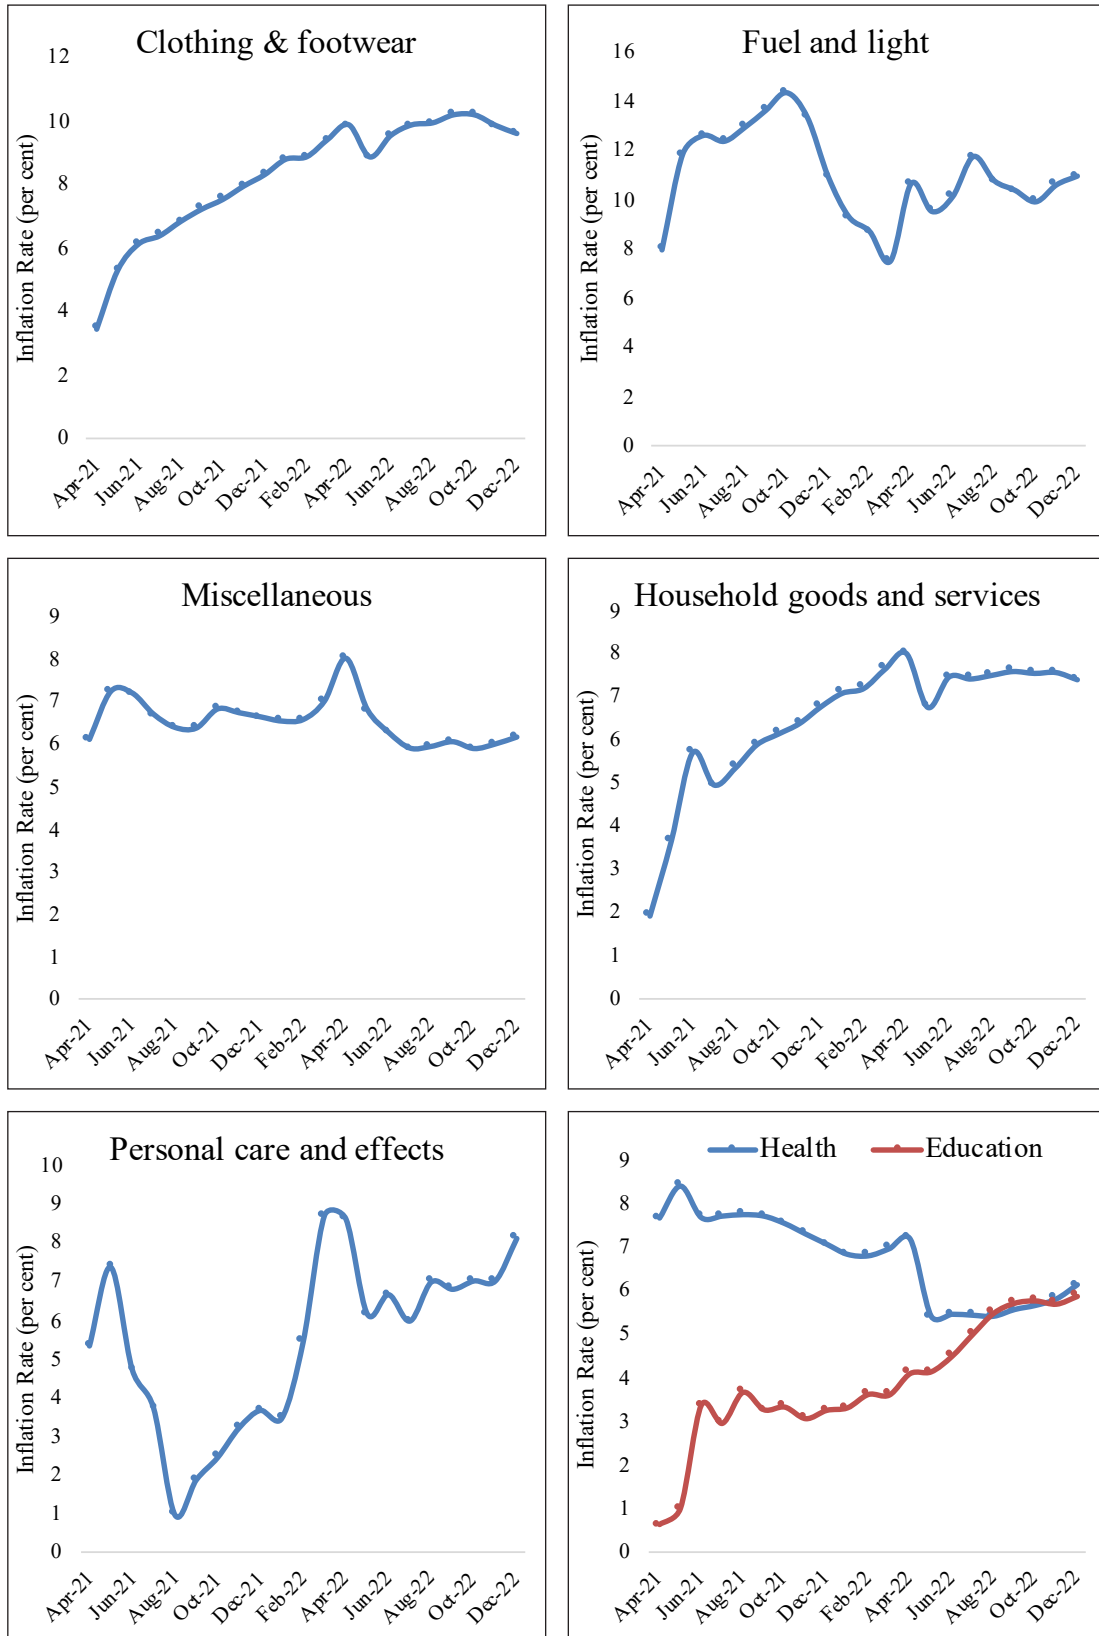 Clothing & footwear
Inflation Rate (per cent)
12
10
8
6
4
2
0
Apr-21
Jun-21
Aug-21
Oct-21
Dec-21
Feb-22
Apr-22
Jun-22
Aug-22
Oct-22
Dec-22
Fuel and light
Inflation Rate (per cent)
16
14
12
10
8
6
4
2
0
Apr-21
Jun-21
Aug-21
Oct-21
Dec-21
Feb-22
Apr-22
Jun-22
Aug-22
Oct-22
Dec-22
Miscellaneous
Inflation Rate (per cent)
9
8
7
6
5
4
3
2
1
0
Apr-21
Jun-21
Aug-21
Oct-21
Dec-21
Feb-22
Apr-22
Jun-22
Aug-22
Oct-22
Dec-22
Household goods and services
Inflation Rate (per cent)
9
8
7
6
5
4
3
2
1
0
Apr-21
Jun-21
Aug-21
Oct-21
Dec-21
Feb-22
Apr-22
Jun-22
Aug-22
Oct-22
Dec-22
Personal care and effects
Inflation Rate (per cent)
10
9
8
7
6
5
4
3
2
1
0
Apr-21
Jun-21
Aug-21
Oct-21
Dec-21
Feb-22
Apr-22
Jun-22
Aug-22
Oct-22
Dec-22
Health Education
Inflation Rate (per cent)
9
8
7
6
5
4
3
2
1
0
Apr-21
Jun-21
Aug-21
Oct-21
Dec-21
Feb-22
Apr-22
Jun-22
Aug-22
Oct-22
Dec-22